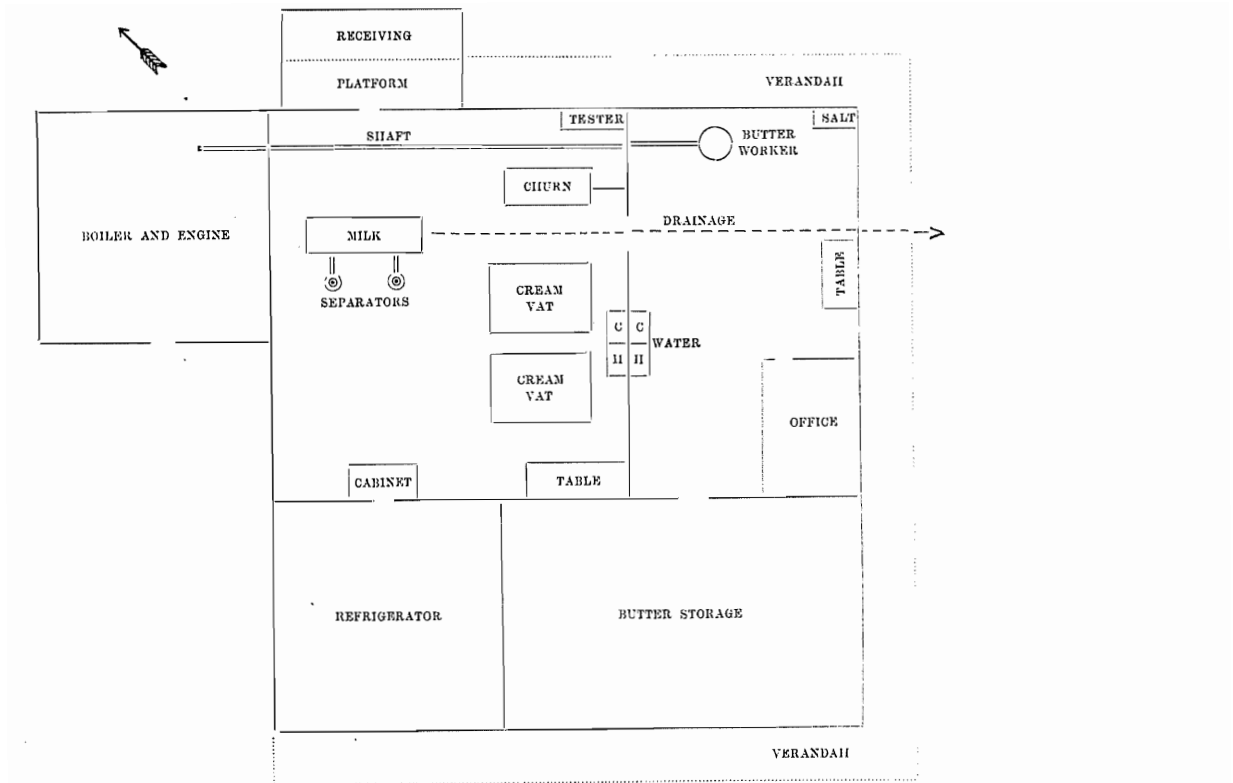 RECEIVING
PLATFORM
VERANDAH
TESTER
SALT
SHAFT
BUTTER
WORKER
CHURN
DRAINAGE
BOILER AND ENGINE
MILK
TABLE
SEPARATORS
CREAM
VAT
C C
WATER
H H
CREAM
VAT
OFFICE
CABINET
TABLE
REFRIGERATOR
BUTTER STORAGE
VERANDAH